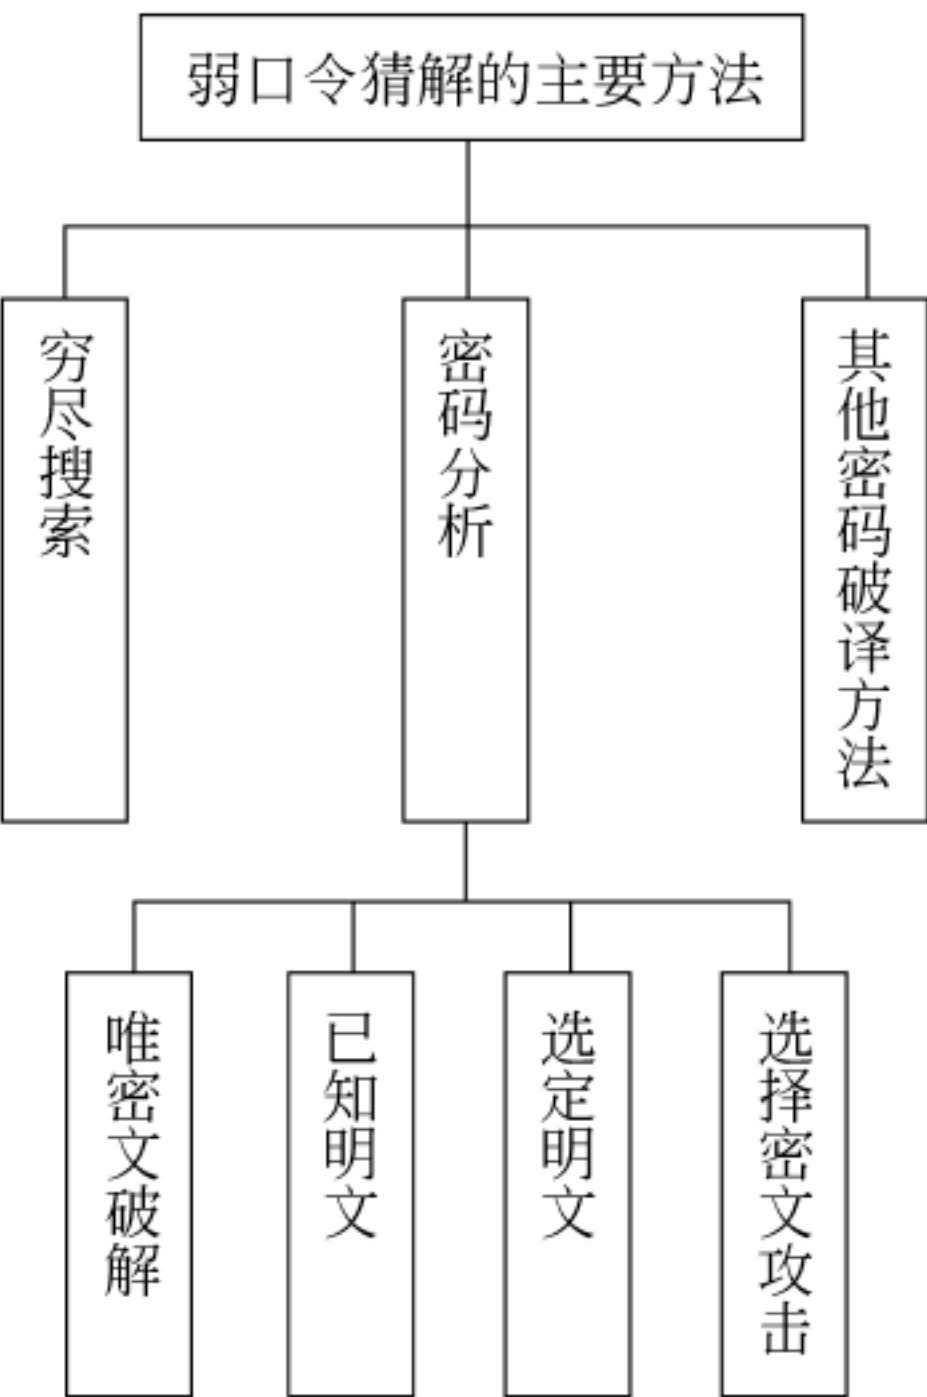 弱口令猜解的主要方法
穷尽搜索
密码分析
其他密码破译方法
唯密文破解
已知明文
选定明文
选择密文攻击